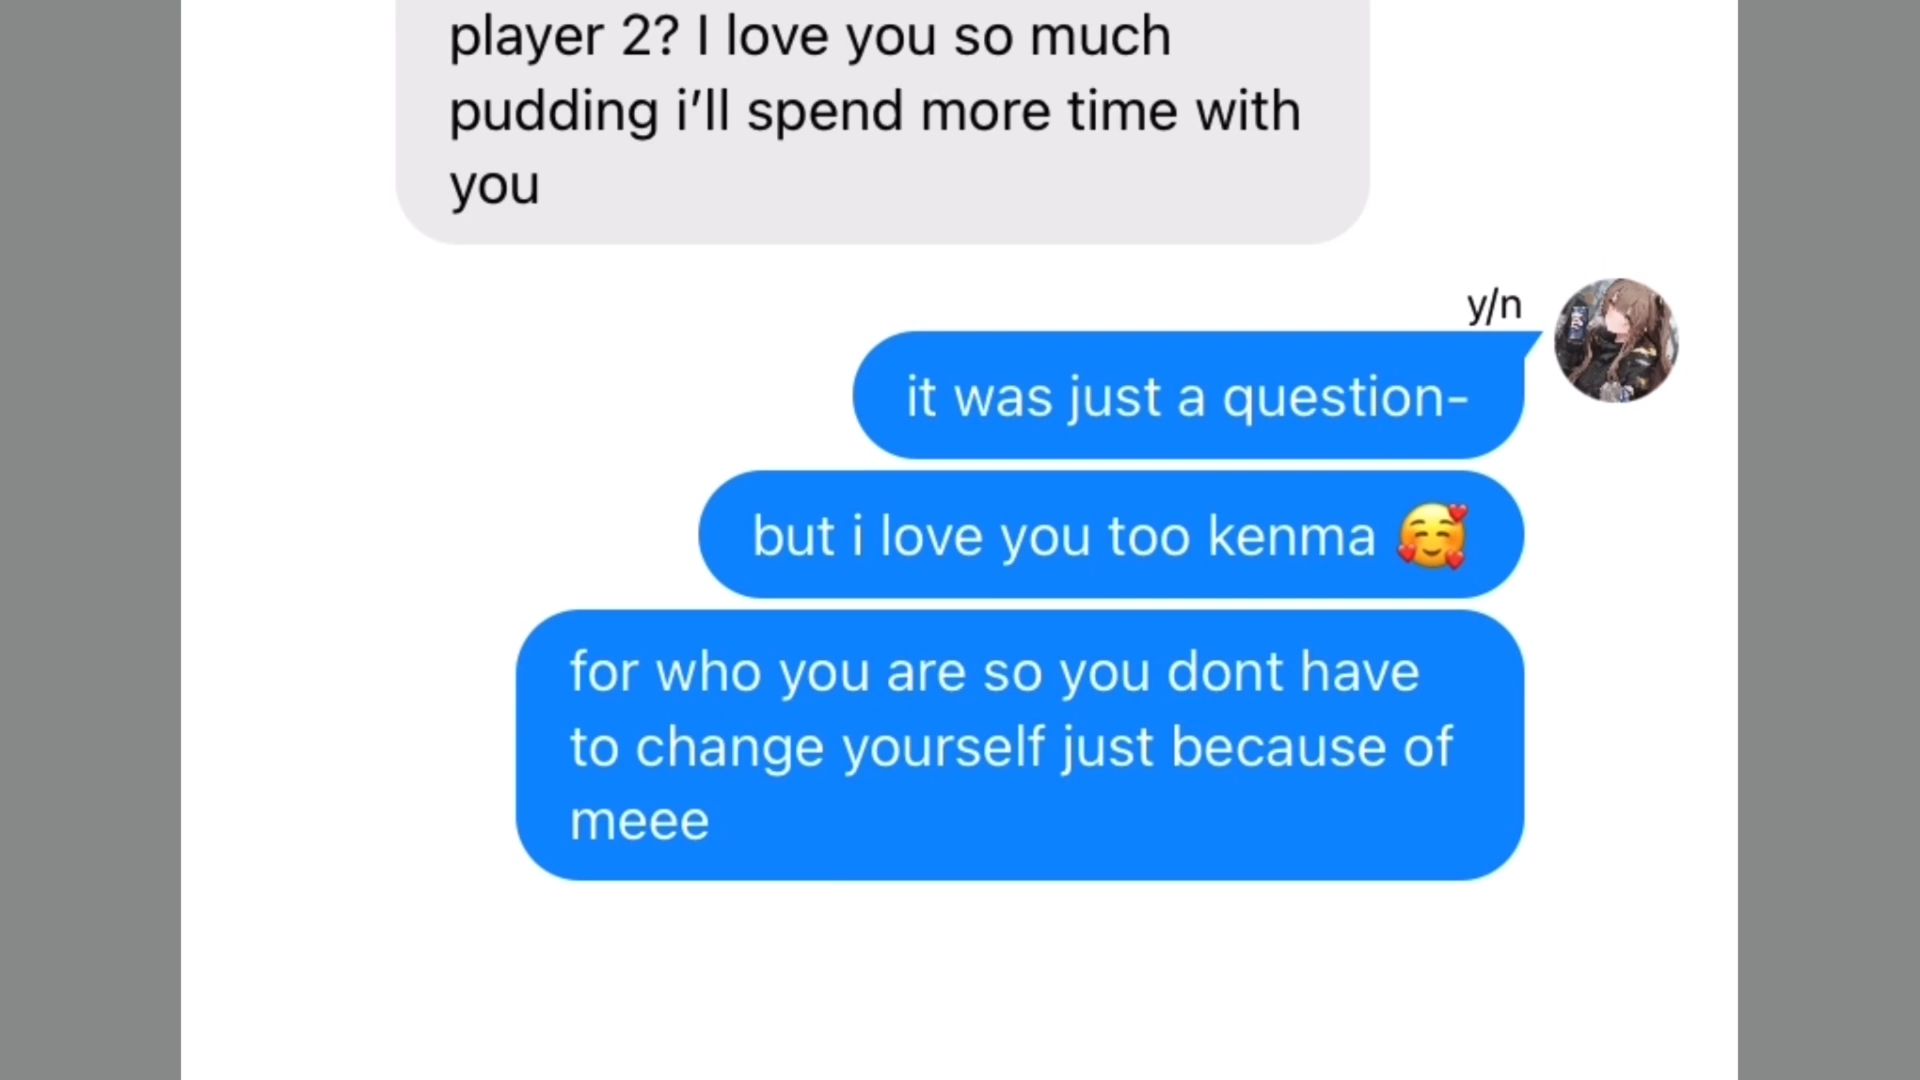 player 2? I love you so much
pudding i’ll spend more time with
you
y/n
it was just a question-
but i love you too kenma 🥰
for who you are so you dont have
to change yourself just because of
meee